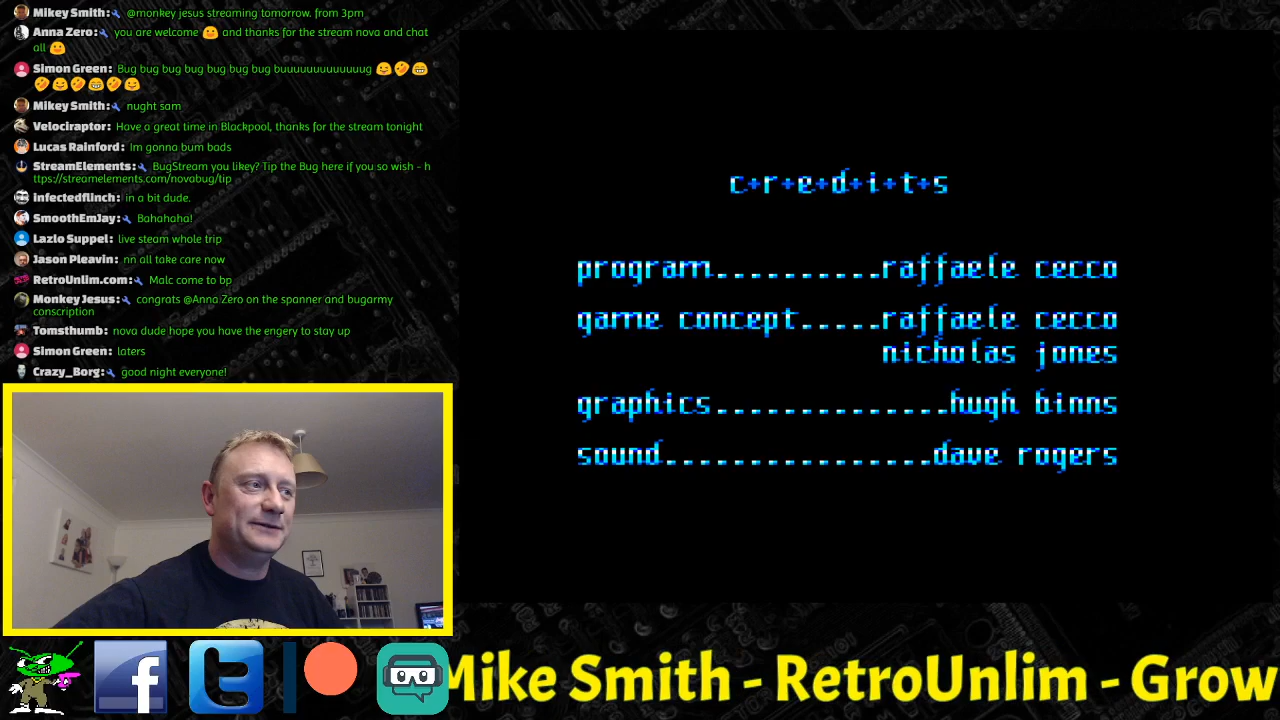 Mikey Smith: @monkey jesus streaming tomorrow. from 3pm
Anna Zero: you are welcome and thanks for the stream nova and chat
all
Simon Green: Bug bug bug bug bug bug bug buuuuuuuuuuuuug
Mikey Smith: nught sam
Velociraptor: Have a great time in Blackpool, thanks for the stream tonight
Lucas Rainford: Im gonna bum bads
StreamElements: BugStream you likey? Tip the Bug here if you so wish - h
ttps://streamelements.com/novabug/tip
infectedflinch: in a bit dude.
SmoothEmJay: Bahahaha!
Lazlo Suppel: live steam whole trip
Jason Pleavin: nn all take care now
RetroUnlim.com: Malc come to bp
Monkey Jesus: congrats @Anna Zero on the spanner and bugarmy
conscription
Tomsthumb: nova dude hope you have the engery to stay up
Simon Green: laters
Crazy_Borg: good night everyone!
c+r+e+d+i+t+s
program..........raffaele cecco
game concept.....raffaele cecco
nicholas jones
graphics..............hugh binns
sound................dave rogers
Mike Smith - RetroUnlim - Grow